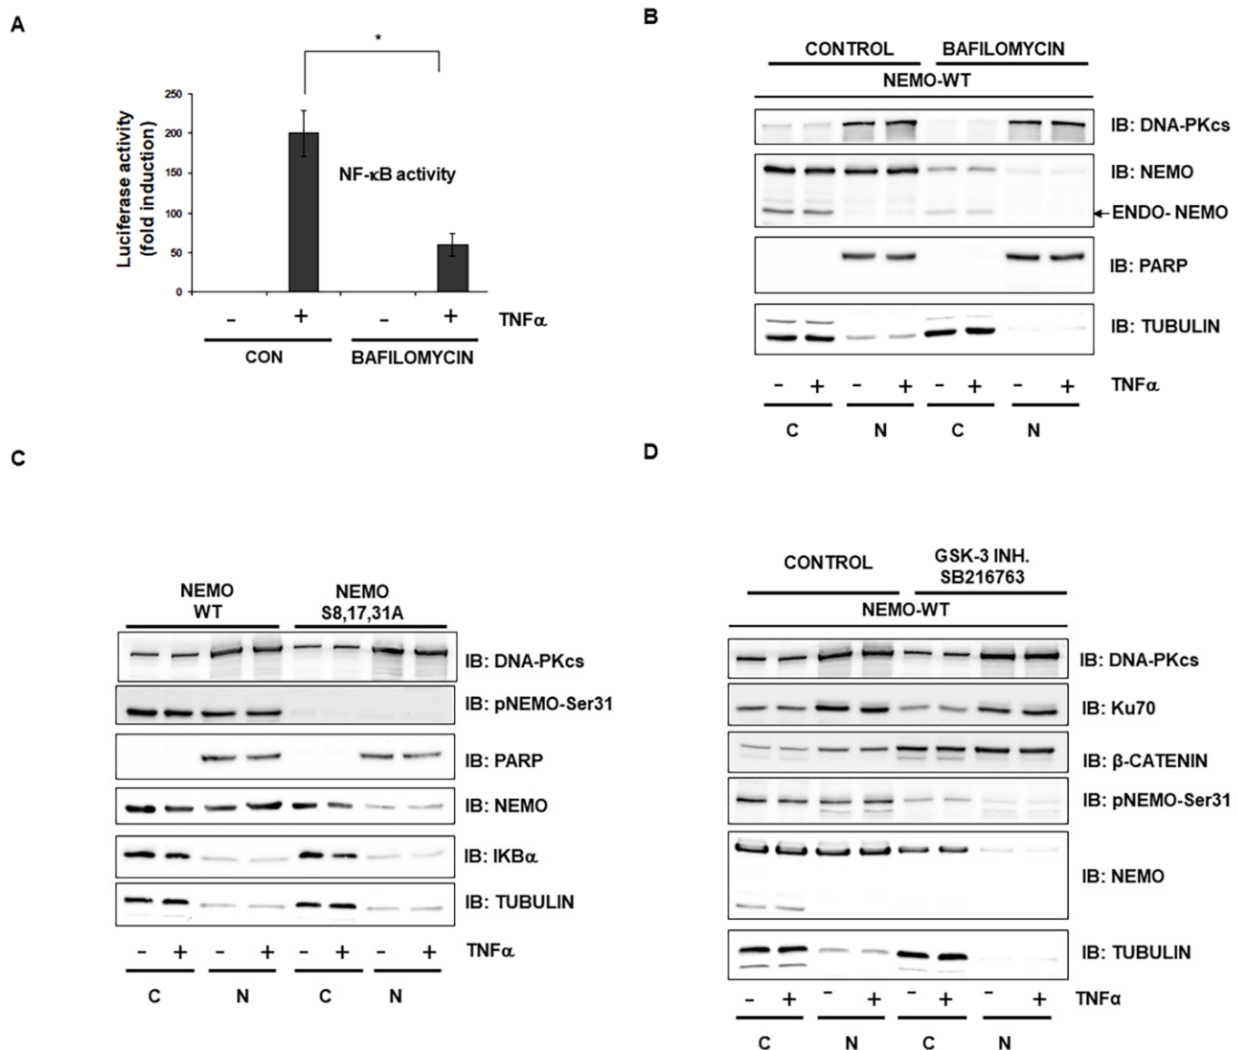 A
*
Luciferase activity
(fold induction)
250
200
150
100
50
0
NF-κB activity
- + - + TNFα
CON BAFILOMYCIN
B
CONTROL BAFILOMYCIN
NEMO-WT
IB: DNA-PKcs
IB: NEMO
ENDO- NEMO
IB: PARP
IB: TUBULIN
- + - + - + - + TNFα
C N C N
C
NEMO
WT
NEMO
S8,17,31A
IB: DNA-PKcs
IB: pNEMO-Ser31
IB: PARP
IB: NEMO
IB: IKBα
IB: TUBULIN
- + - + - + - + TNFα
C N C N
D
CONTROL
GSK-3 INH.
SB216763
NEMO-WT
IB: DNA-PKcs
IB: Ku70
IB: β-CATENIN
IB: pNEMO-Ser31
IB: NEMO
IB: TUBULIN
- + - + - + - + TNFα
C N C N